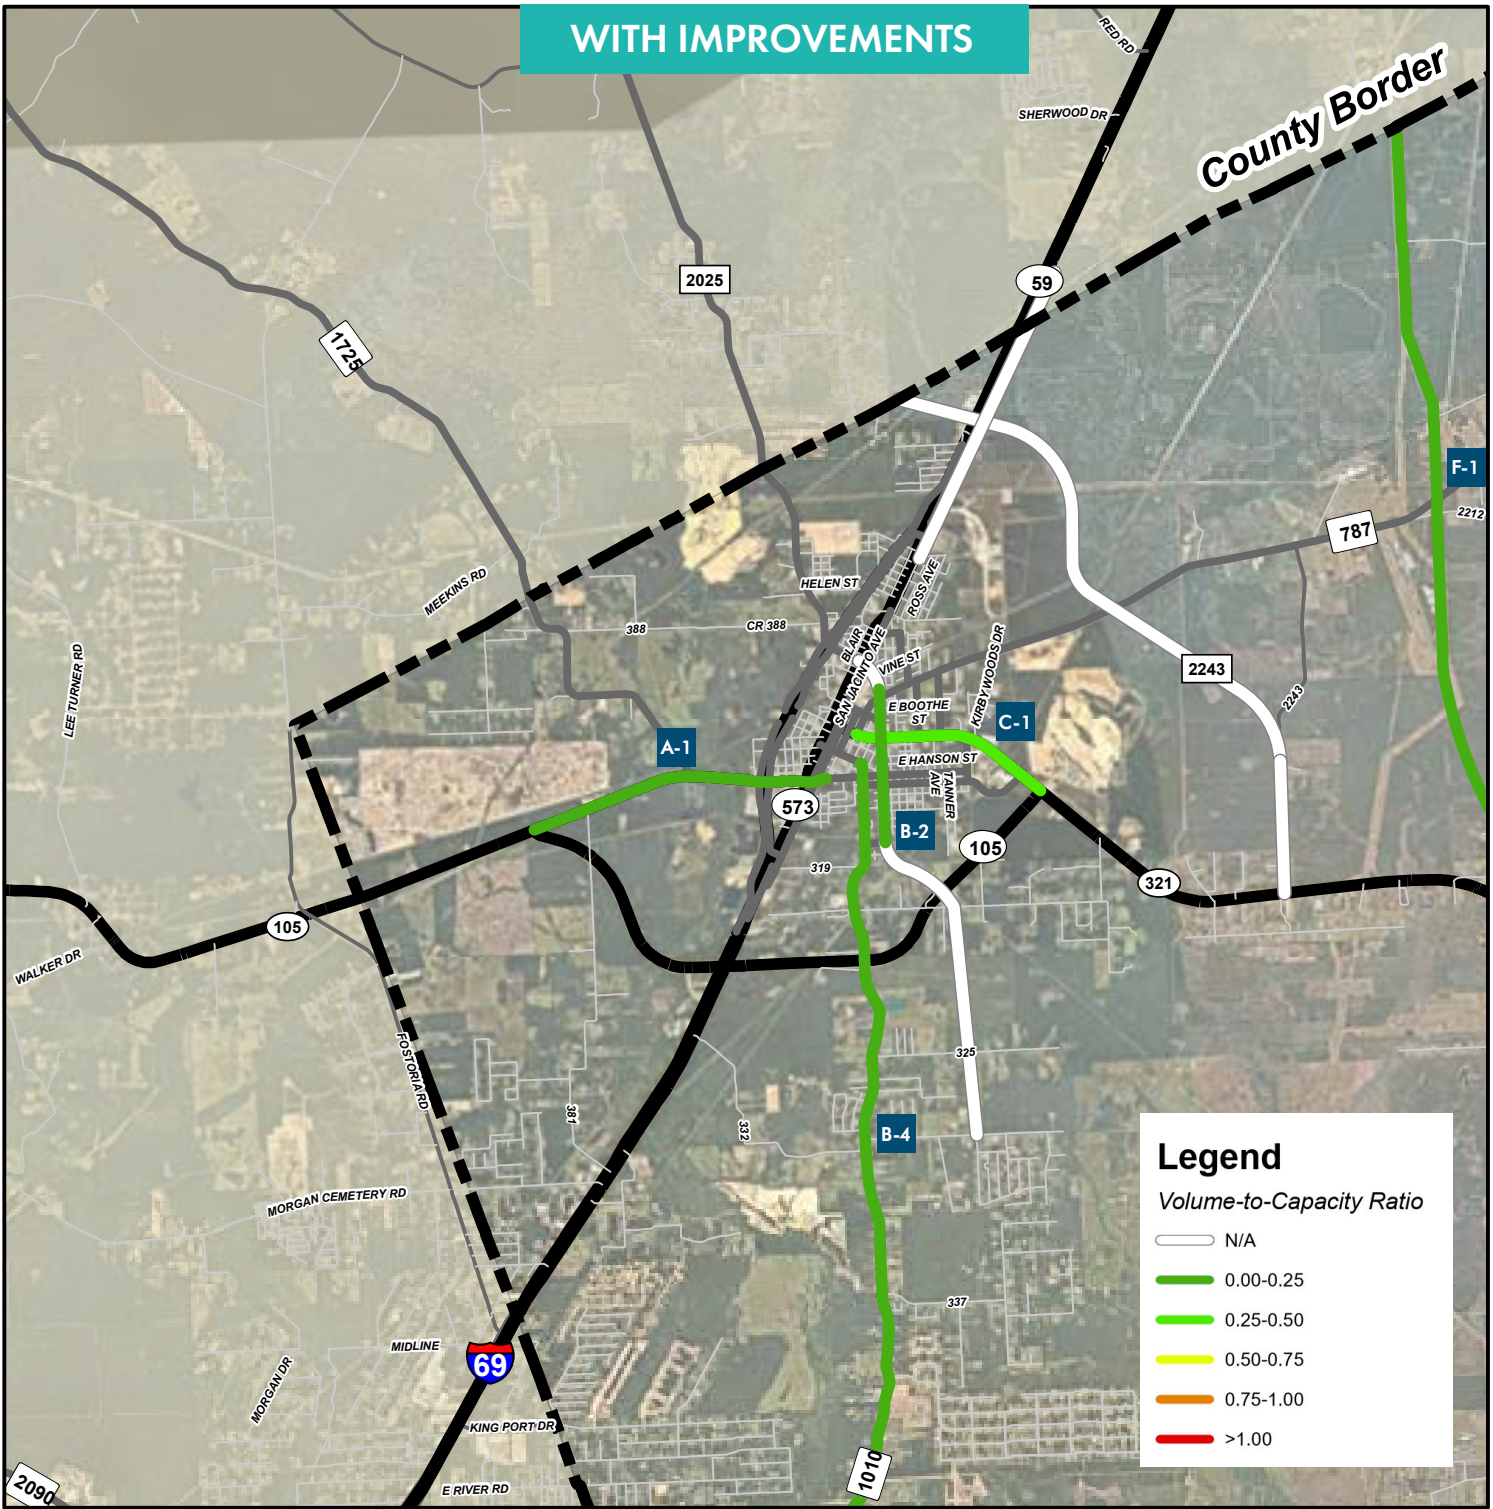 WITH IMPROVEMENTS
RED RD
SHERWOOD DR
County Border
59
2025
1725
F-1
2212
787
HELEN ST
ROSS AVE
MEEKINS RD
388
CR 388
BLAIR
SAN JACINTO AVE
VINE ST
KIRBY WOODS DR
LEE TURNER RD
2243
2243
E BOOTHE
ST
C-1
A-1
E HANSON ST
TANNER
AVE
573
B-2
105
319
321
105
WALKER DR
FOSTORIA RD
325
381
332
B-4
MORGAN CEMETERY RD
337
MIDLINE
69
MORGAN DR
KING PORT DR
1010
2090
E RIVER RD
Legend
Volume-to-Capacity Ratio
N/A
0.00-0.25
0.25-0.50
0.50-0.75
0.75-1.00
>1.00